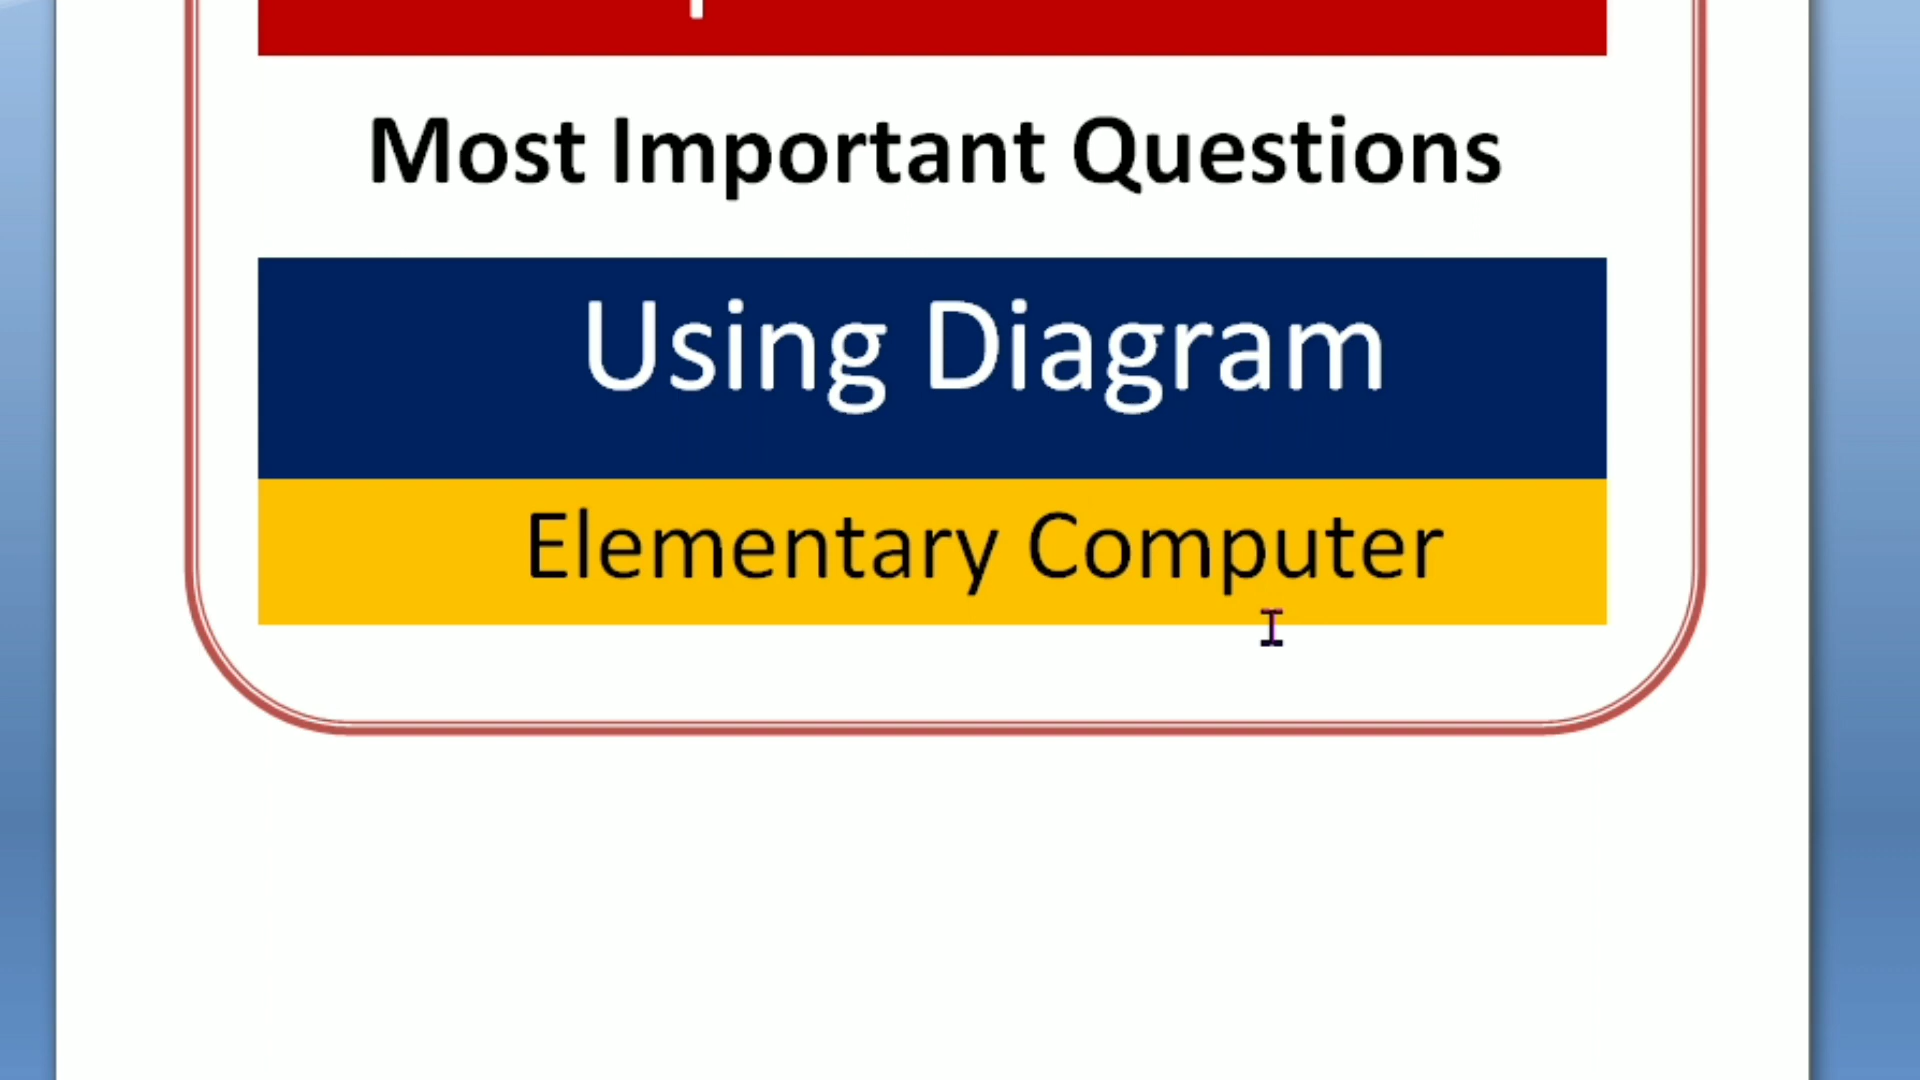 Most Important Questions
Using Diagram
Elementary Computer